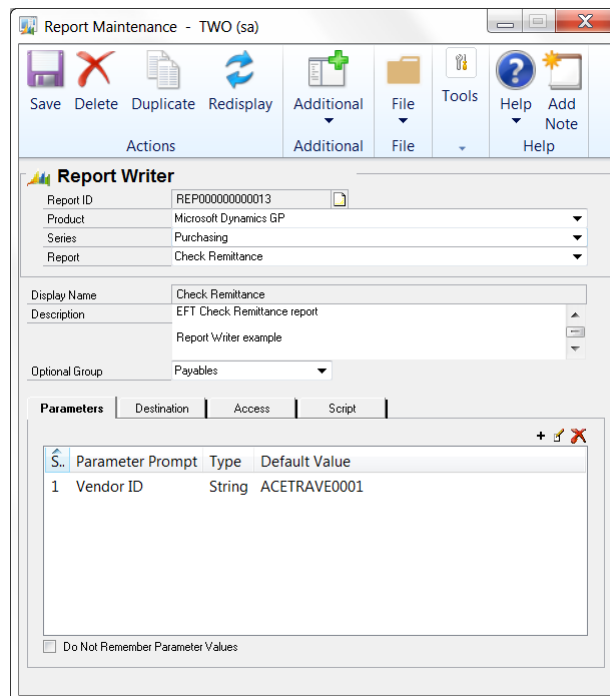 Report Maintenance - TWO (sa)
Save Delete Duplicate Redisplay Additional File Tools Help Add Note
Actions Additional File Help
Report Writer
Report ID REP000000000013
Product Microsoft Dynamics GP
Series Purchasing
Report Check Remittance
Display Name Check Remittance
Description EFT Check Remittance report
Report Writer example
Optional Group Payables
Parameters Destination Access Script
S.. Parameter Prompt Type Default Value
1 Vendor ID String ACETRAVE0001
Do Not Remember Parameter Values